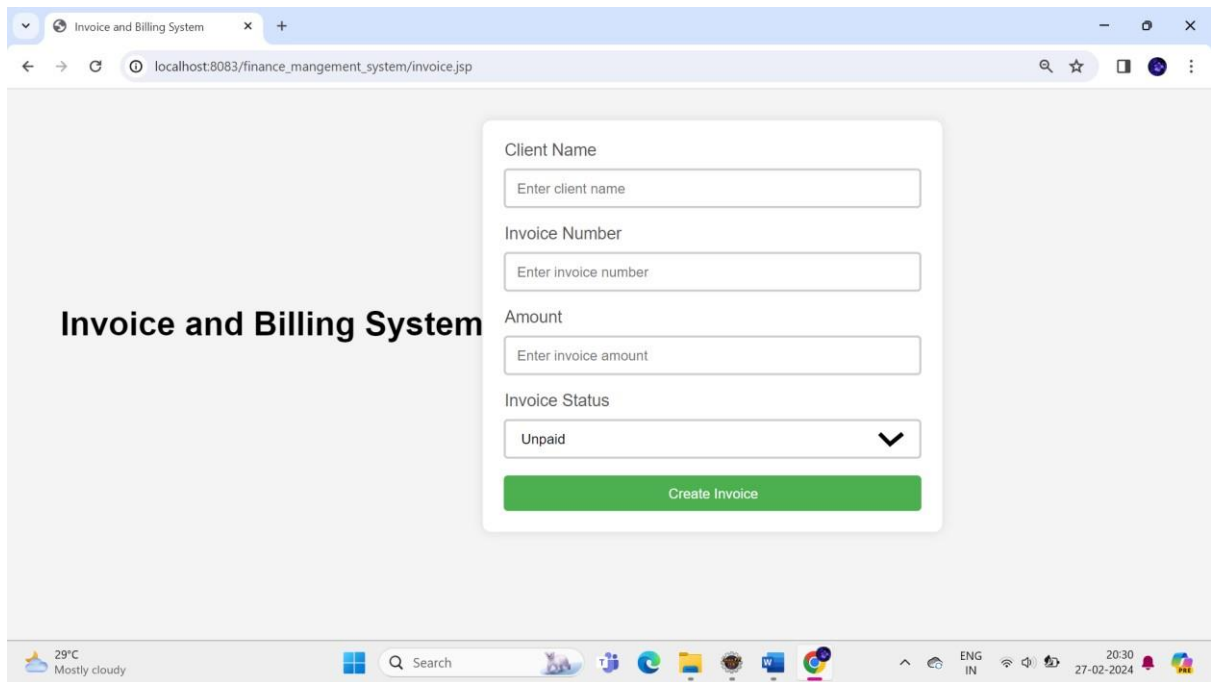 Invoice and Billing System
localhost:8083/finance_mangement_system/invoice.jsp
Client Name
Enter client name
Invoice Number
Enter invoice number
Invoice and Billing System
Amount
Enter invoice amount
Invoice Status
Unpaid
Create Invoice
29°C
Mostly cloudy
Search
ENG
IN
20:30
27-02-2024
PRE